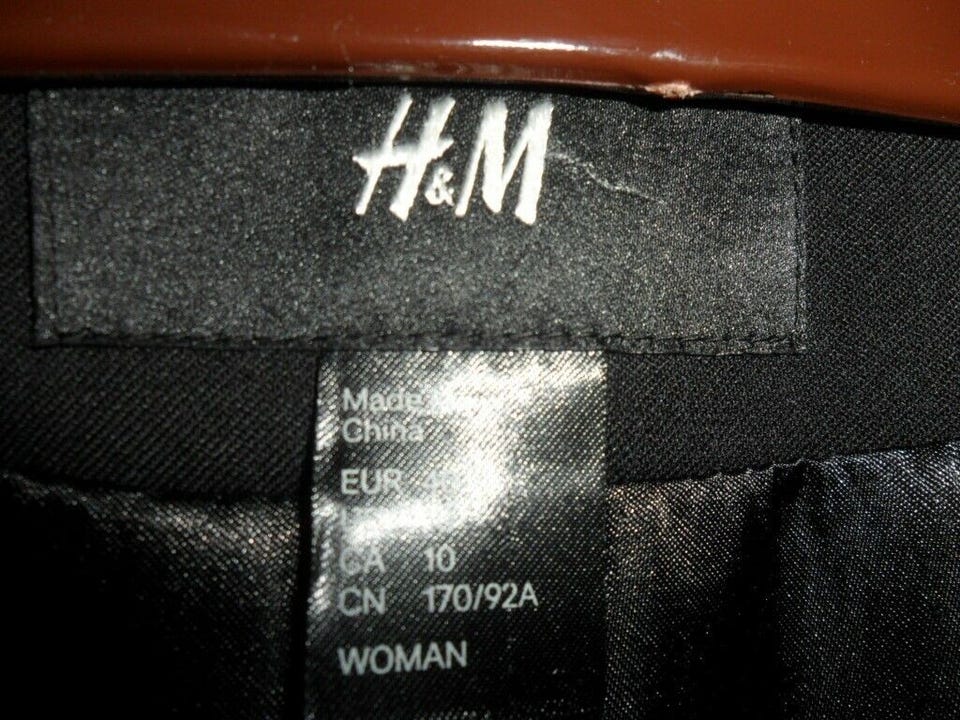 H&M
Made
China
EUR
CA 10
CN 170/92A
WOMAN